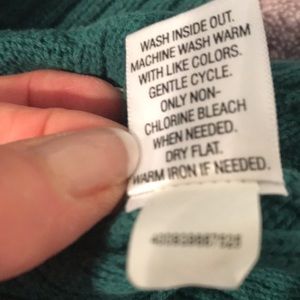 WASH INSIDE OUT.
MACHINE WASH WARM
WITH LIKE COLORS.
GENTLE CYCLE.
ONLY NON-
CHLORINE BLEACH
WHEN NEEDED.
DRY FLAT.
WARM IRON IF NEEDED.